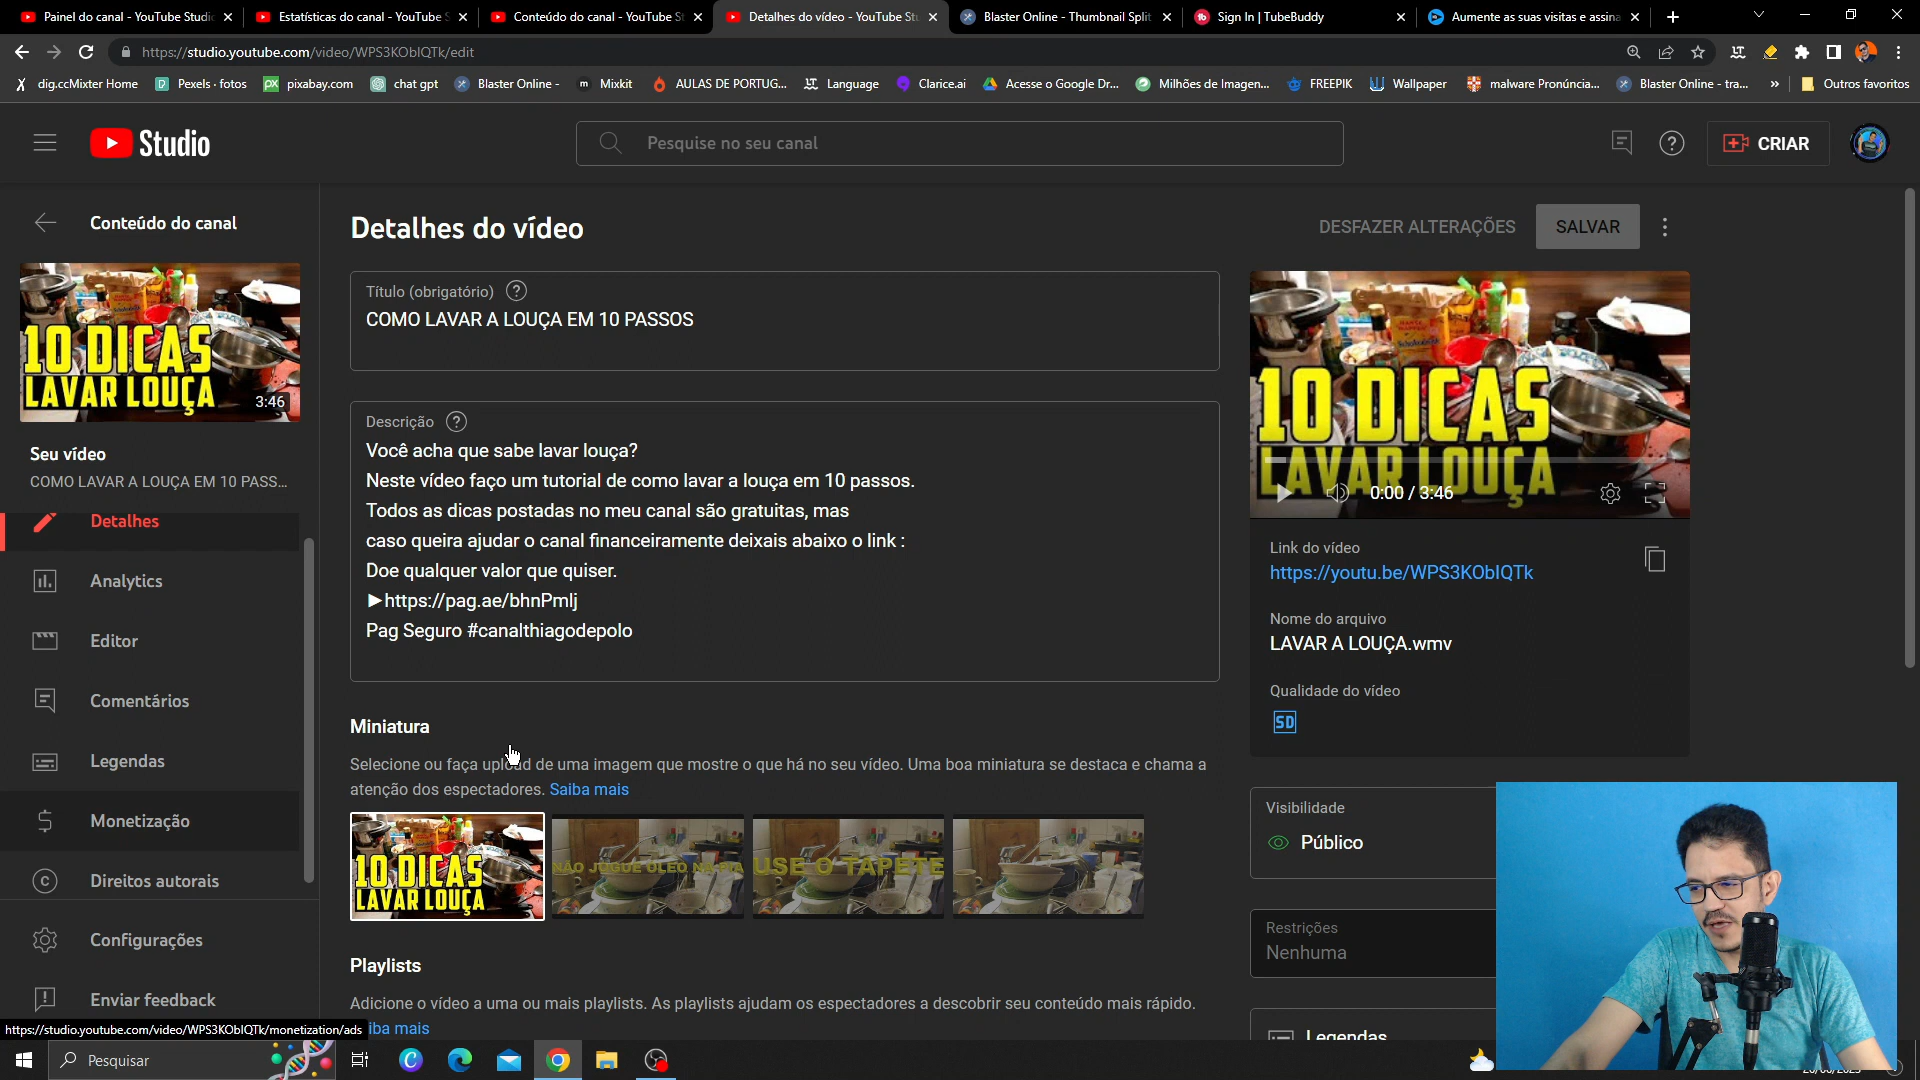 Painel do canal - YouTube Studi
Estatísticas do canal - YouTube S
Conteúdo do canal - YouTube St
Detalhes do vídeo - YouTube Stu
Blaster Online - Thumbnail Split
Sign In | TubeBuddy
Aumente as suas visitas e assina
https://studio.youtube.com/video/WPS3KOblQTk/edit
dig.ccMixter Home
Pexels · fotos
pixabay.com
chat gpt
Blaster Online -
Mixkit
AULAS DE PORTUG...
Language
Clarice.ai
Acesse o Google Dr...
Milhões de Imagen...
FREEPIK
Wallpaper
malware Pronúncia...
Blaster Online - tra...
»
Outros favoritos
Studio
Pesquise no seu canal
CRIAR
Conteúdo do canal
10 DICAS
LAVAR LOUÇA
3:46
Seu vídeo
COMO LAVAR A LOUÇA EM 10 PASS...
Detalhes
Analytics
Editor
Comentários
Legendas
Monetização
Direitos autorais
Configurações
Enviar feedback
https://studio.youtube.com/video/WPS3KOblQTk/monetization/ads
Detalhes do vídeo
DESFAZER ALTERAÇÕES
SALVAR
Título (obrigatório)
COMO LAVAR A LOUÇA EM 10 PASSOS
Descrição
Você acha que sabe lavar louça?
Neste vídeo faço um tutorial de como lavar a louça em 10 passos.
Todos as dicas postadas no meu canal são gratuitas, mas
caso queira ajudar o canal financeiramente deixais abaixo o link :
Doe qualquer valor que quiser.
►https://pag.ae/bhnPmlj
Pag Seguro #canalthiagodepolo
Miniatura
Selecione ou faça upload de uma imagem que mostre o que há no seu vídeo. Uma boa miniatura se destaca e chama a
atenção dos espectadores. Saiba mais
10 DICAS
LAVAR LOUÇA
NÃO JOGUE ÓLEO NA PIA
USE O TAPETE
Playlists
Adicione o vídeo a uma ou mais playlists. As playlists ajudam os espectadores a descobrir seu conteúdo mais rápido.
iba mais
10 DICAS
LAVAR LOUÇA
0:00 / 3:46
Link do vídeo
https://youtu.be/WPS3KOblQTk
Nome do arquivo
LAVAR A LOUÇA.wmv
Qualidade do vídeo
SD
Visibilidade
Público
Restrições
Nenhuma
Legendas
Pesquisar